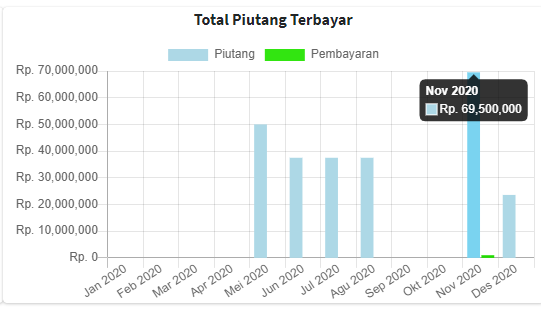 Total Piutang Terbayar
Piutang Pembayaran
Rp. 70,000,000
Rp. 60,000,000
Rp. 50,000,000
Rp. 40,000,000
Rp. 30,000,000
Rp. 20,000,000
Rp. 10,000,000
Rp. 0
Nov 2020
Rp. 69,500,000
Jan 2020
Feb 2020
Mar 2020
Apr 2020
Mei 2020
Jun 2020
Jul 2020
Agu 2020
Sep 2020
Okt 2020
Nov 2020
Des 2020